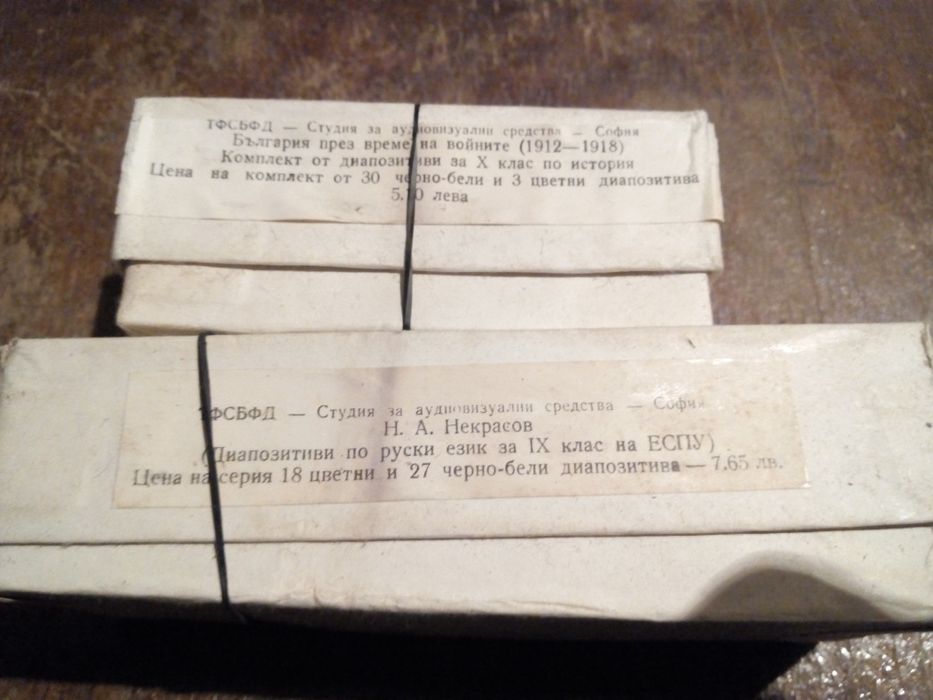 ТФСБФД — Студия за аудиовизуални средства — София
България през време на войните (1912—1918)
Комплект от диапозитиви за X клас по история
Цена на комплект от 30 черно-бели и 3 цветни диапозитива
лева
ТФСБФД — Студия за аудиовизуални средства — София
Н. А. Некрасов
(Диапозитиви по руски език за IX клас на ЕСПУ)
Цена на серия 18 цветни и 27 черно-бели диапозитива — 7.65 лв.